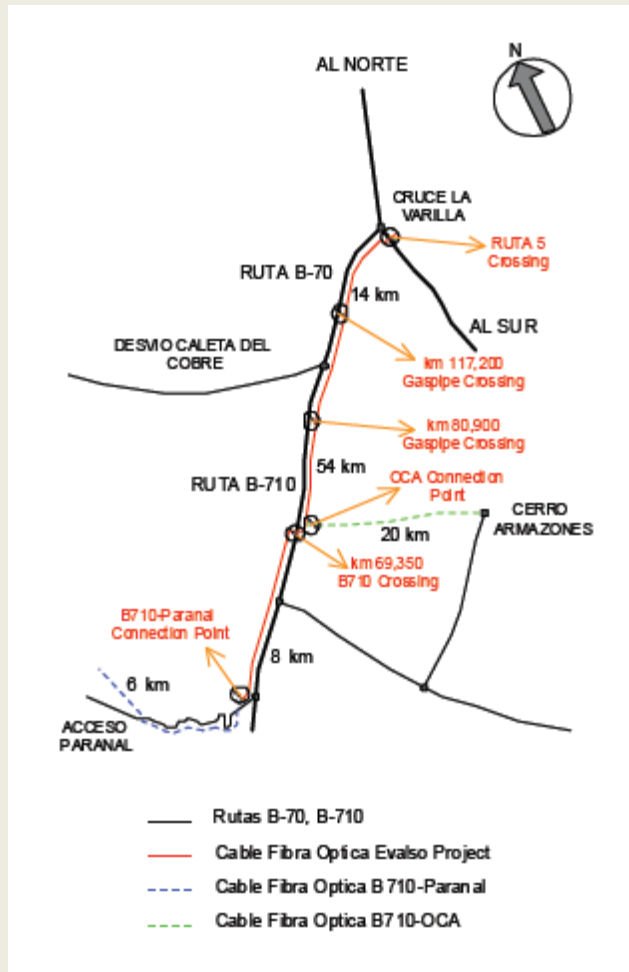 N
AL NORTE
CRUCE LA
VARILLA
RUTA 5
Crossing
RUTA B-70
14 km
AL SUR
DESVIO CALETA DEL
COBRE
km 117,200
Gaspipe Crossing
km 80,900
Gaspipe Crossing
RUTA B-710
54 km
OCA Connection
Point
CERRO
ARMAZONES
20 km
km 69,350
B710 Crossing
B710-Paranal
Connection Point
8 km
6 km
ACCESO
PARANAL
Rutas B-70, B-710
Cable Fibra Optica Evalso Project
Cable Fibra Optica B710-Paranal
Cable Fibra Optica B710-OCA